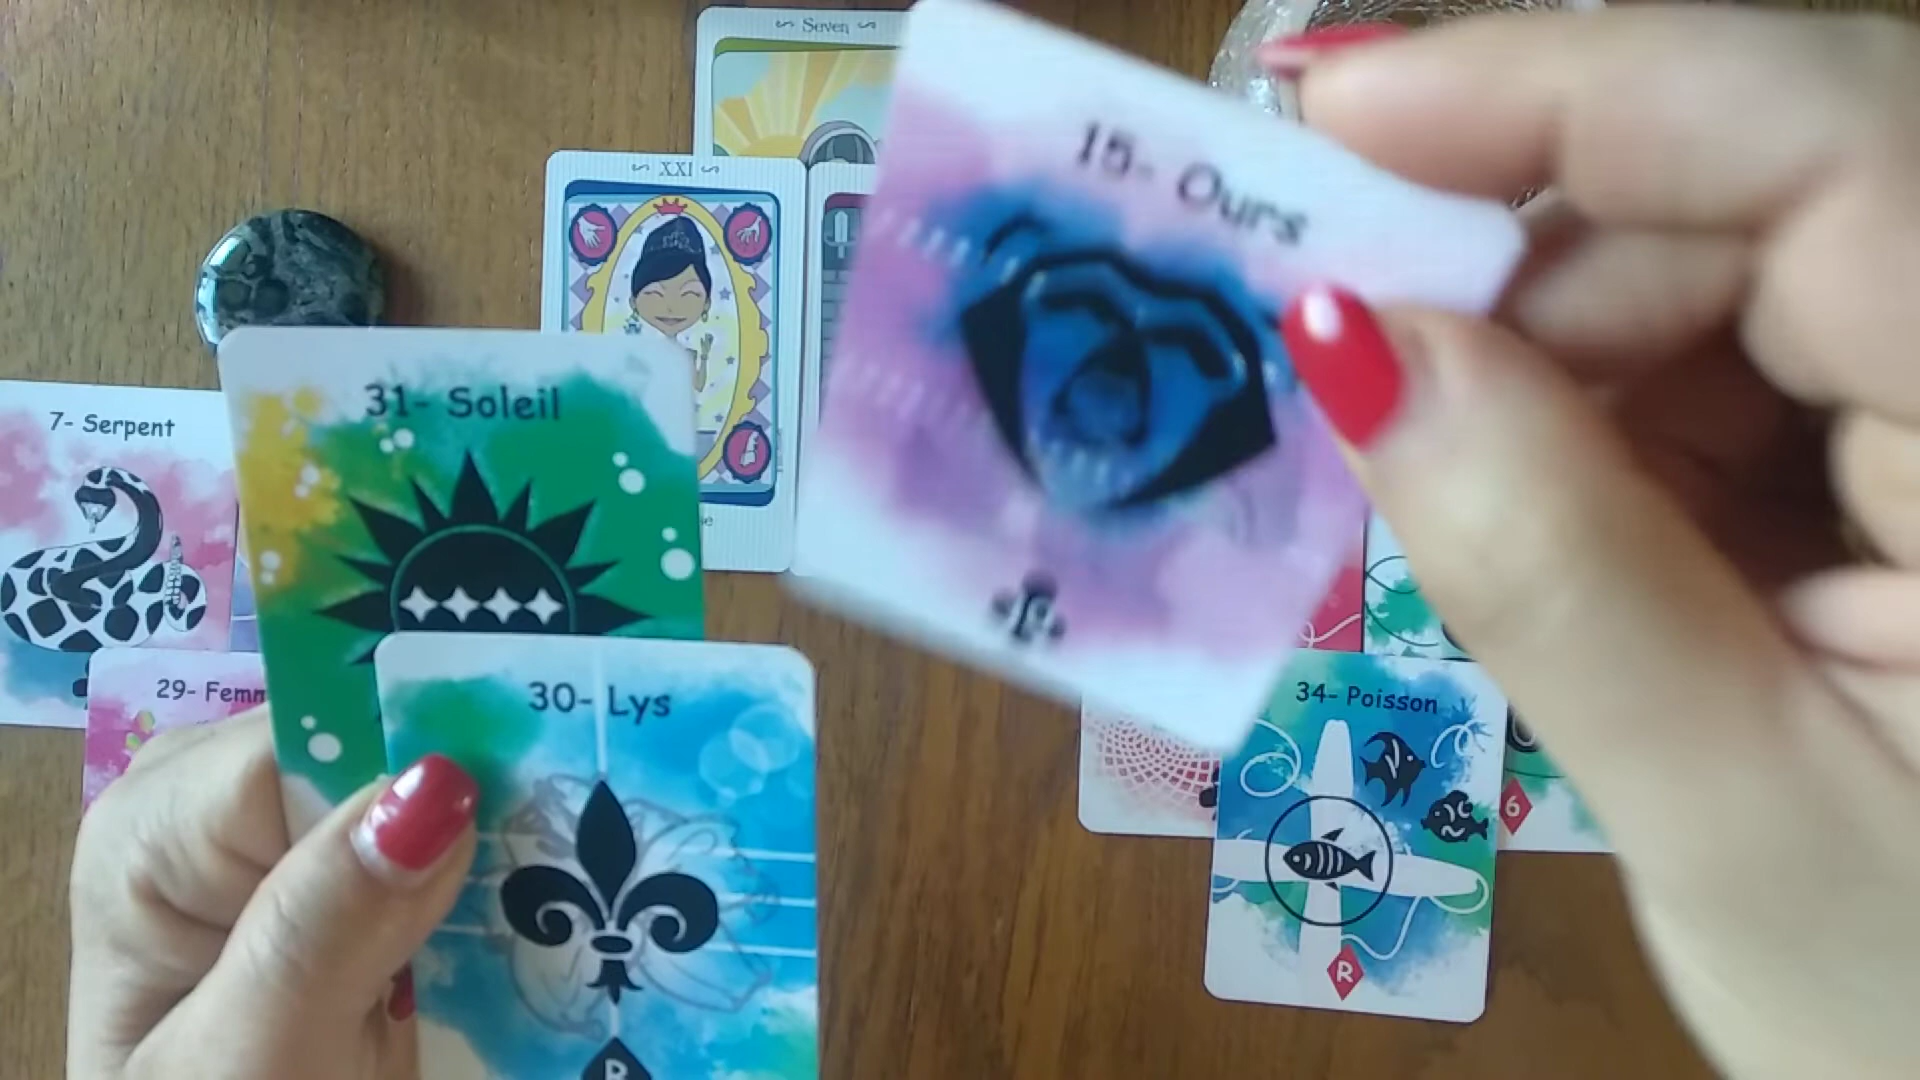 Seven
XXI
15- Ours
31- Soleil
7- Serpent
29- Femm
30- Lys
34- Poisson
6
R
R